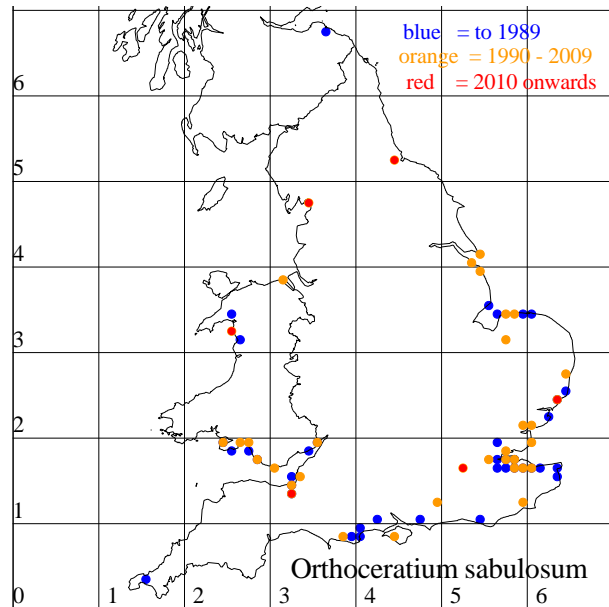 blue = to 1989
orange = 1990 - 2009
red = 2010 onwards
6
5
4
3
2
1
Orthoceratium sabulosum
0 1 2 3 4 5 6